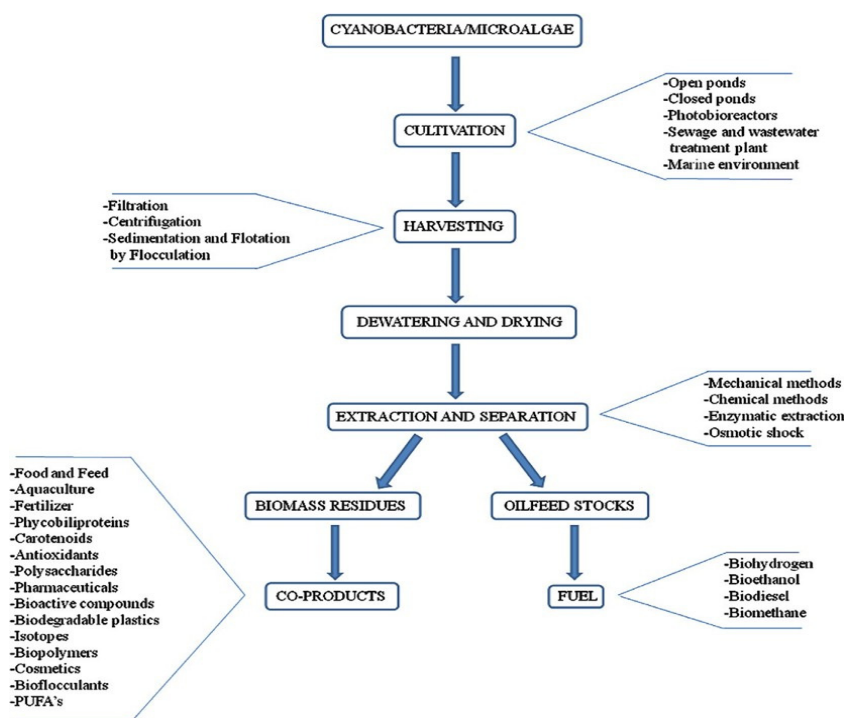 CYANOBACTERIA/MICROALGAE
-Open ponds
-Closed ponds
-Photobioreactors
-Sewage and wastewater
treatment plant
-Marine environment
CULTIVATION
-Filtration
-Centrifugation
-Sedimentation and Flotation
by Flocculation
HARVESTING
DEWATERING AND DRYING
EXTRACTION AND SEPARATION
-Mechanical methods
-Chemical methods
-Enzymatic extraction
-Osmotic shock
BIOMASS RESIDUES
OILFEED STOCKS
-Food and Feed
-Aquaculture
-Fertilizer
-Phycobiliproteins
-Carotenoids
-Antioxidants
-Polysaccharides
-Pharmaceuticals
-Bioactive compounds
-Biodegradable plastics
-Isotopes
-Biopolymers
-Cosmetics
-Bioflocculants
-PUFA's
CO-PRODUCTS
FUEL
-Biohydrogen
-Bioethanol
-Biodiesel
-Biomethane